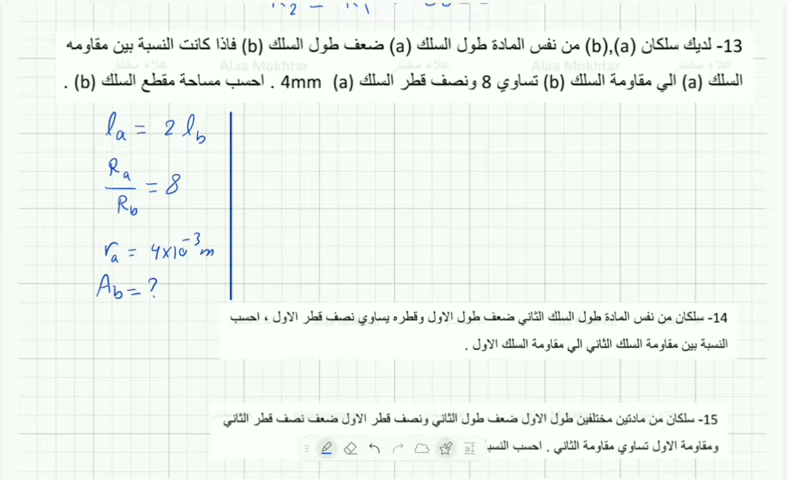 13- لديك سلكان (a),(b) من نفس المادة طول السلك (a) ضعف طول السلك (b) فاذا كانت النسبة بين مقاومه
السلك (a) الي مقاومة السلك (b) تساوي 8 ونصف قطر السلك (a) 4mm . احسب مساحة مقطع السلك (b) .
la = 2 lb
Ra / Rb = 8
ra = 4×10⁻³ m
Ab = ?
14- سلكان من نفس المادة طول السلك الثاني ضعف طول الاول وقطره يساوي نصف قطر الاول ، احسب
النسبة بين مقاومة السلك الثاني الي مقاومة السلك الاول .
15- سلكان من مادتين مختلفين طول الاول ضعف طول الثاني ونصف قطر الاول ضعف نصف قطر الثاني
ومقاومة الاول تساوي مقاومة الثاني . احسب